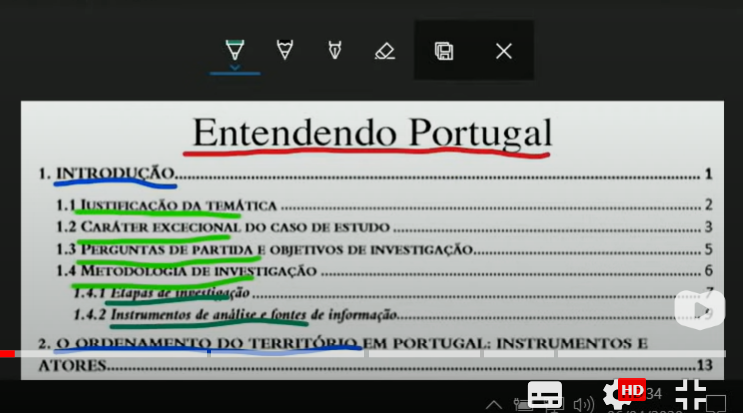 Entendendo Portugal
1. INTRODUÇÃO 1
1.1 JUSTIFICAÇÃO DA TEMÁTICA 2
1.2 CARÁTER EXCECIONAL DO CASO DE ESTUDO 3
1.3 PERGUNTAS DE PARTIDA E OBJETIVOS DE INVESTIGAÇÃO 5
1.4 METODOLOGIA DE INVESTIGAÇÃO 6
1.4.1 Etapas de investigação 7
1.4.2 Instrumentos de análise e fontes de informação 9
2. O ORDENAMENTO DO TERRITÓRIO EM PORTUGAL: INSTRUMENTOS E
ATORES 13
HD